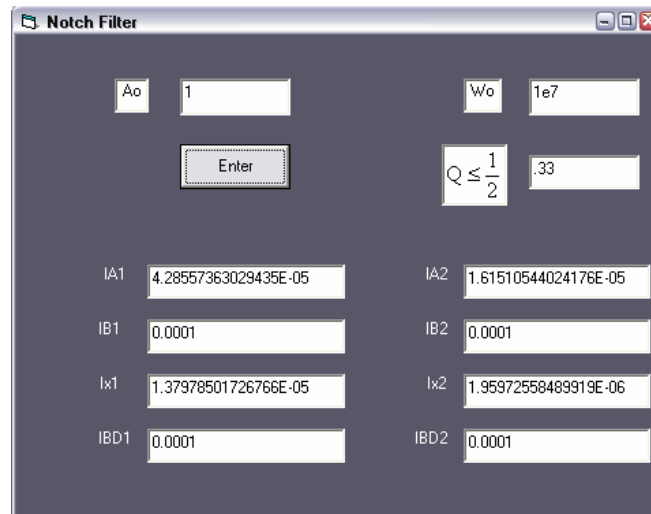 Notch Filter
Ao 1 Wo 1e7
Enter Q ≤ 1/2 .33
IA1 4.28557363029435E-05 IA2 1.61510544024176E-05
IB1 0.0001 IB2 0.0001
Ix1 1.37978501726766E-05 Ix2 1.95972558489919E-06
IBD1 0.0001 IBD2 0.0001